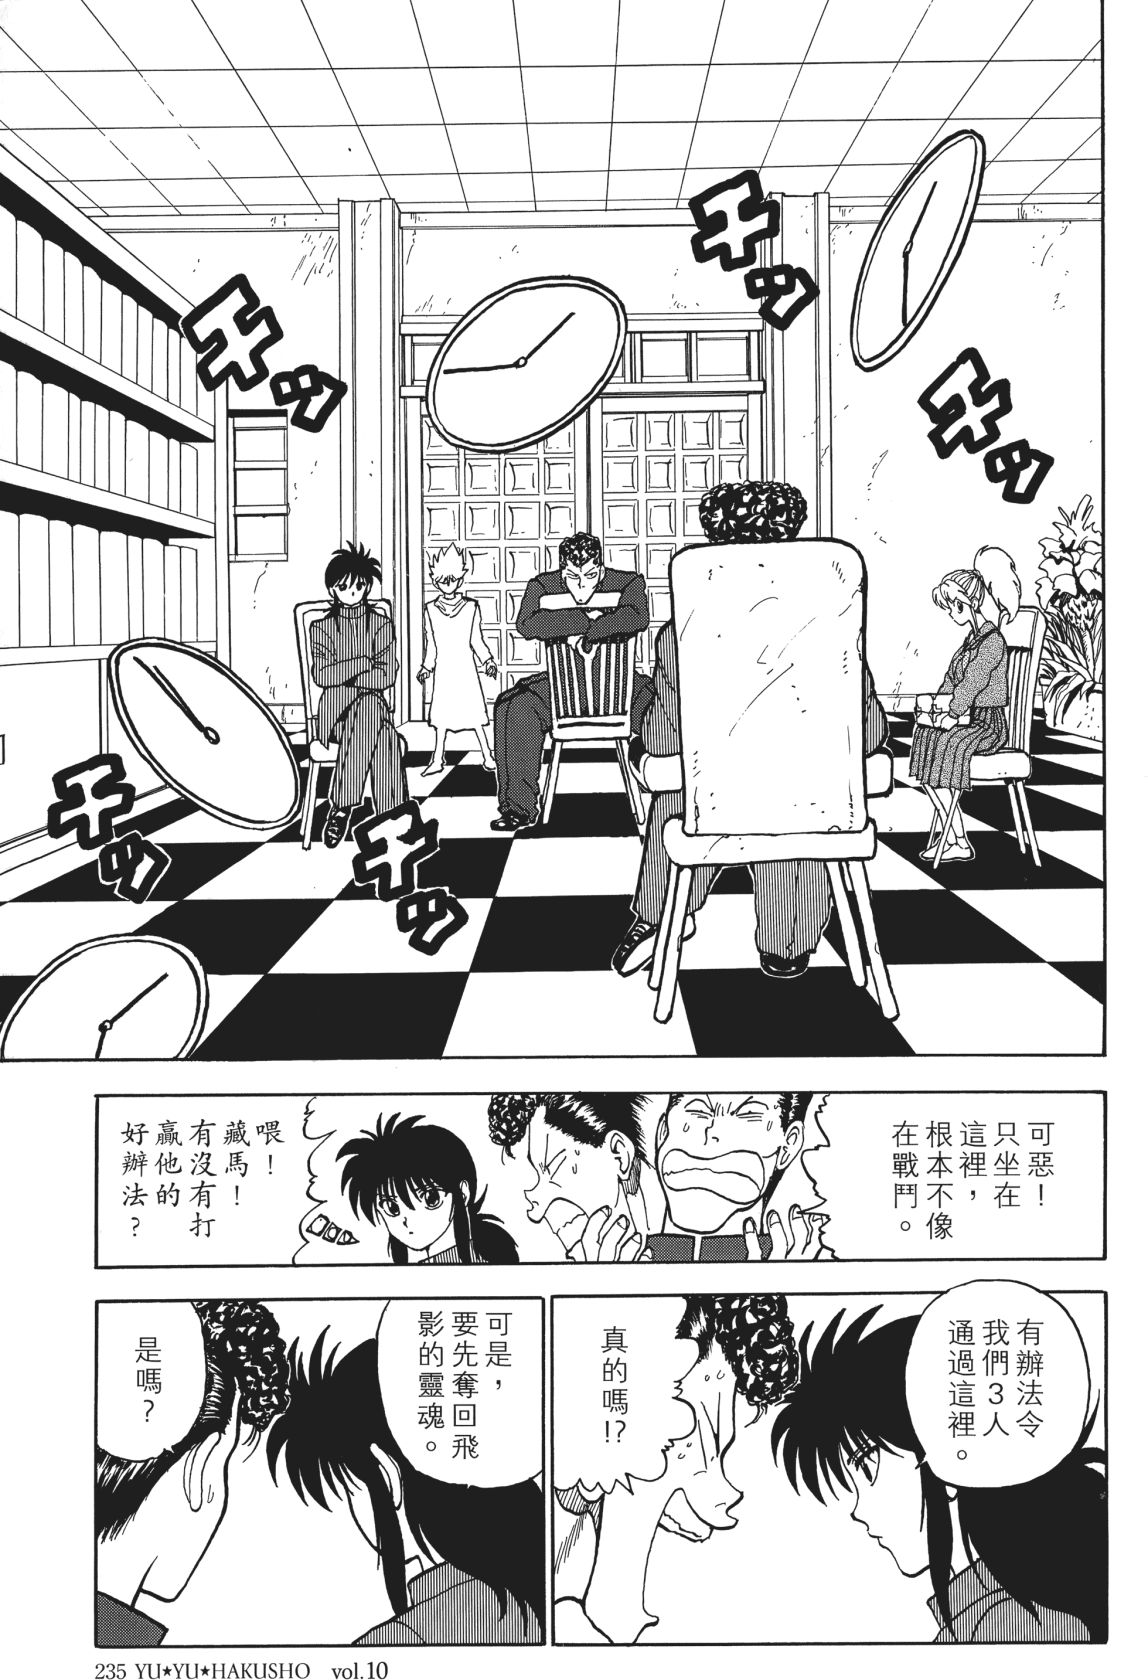 チッ
チッ
チッ
チッ
チッ
可惡！
只坐在
這裡，
根本不像
在戰鬥。
喂！
藏馬！
有沒有打
贏他的
好辦法？
有辦法令
我們３人
通過這裡。
真的嗎!?
可是，
要先奪回飛
影的靈魂。
是嗎？
235 YU★YU★HAKUSHO vol.10